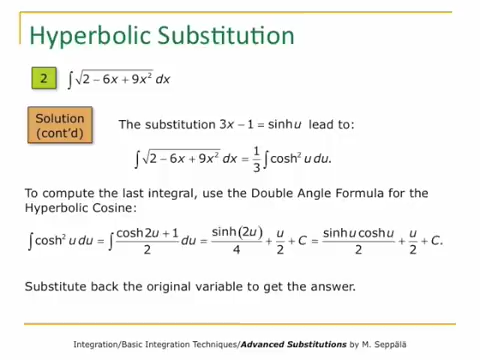 Hyperbolic Substitution
2 ∫√(2 − 6x + 9x²) dx
Solution
(cont'd)
The substitution 3x − 1 = sinh u lead to:
∫√(2 − 6x + 9x²) dx = 1/3 ∫cosh² u du.
To compute the last integral, use the Double Angle Formula for the
Hyperbolic Cosine:
∫cosh² u du = ∫ (cosh 2u + 1)/2 du = sinh(2u)/4 + u/2 + C = (sinh u cosh u)/2 + u/2 + C.
Substitute back the original variable to get the answer.
Integration/Basic Integration Techniques/Advanced Substitutions by M. Seppälä